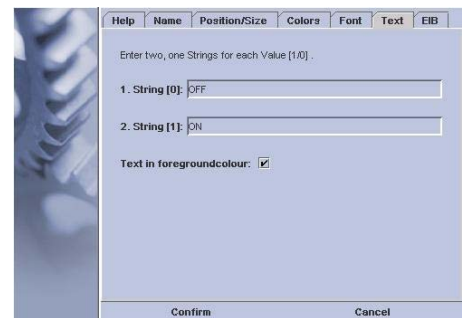 Help Name Position/Size Colors Font Text EIB
Enter two, one Strings for each Value [1/0] .
1. String [0]: OFF
2. String [1]: ON
Text in foregroundcolour:
Confirm Cancel